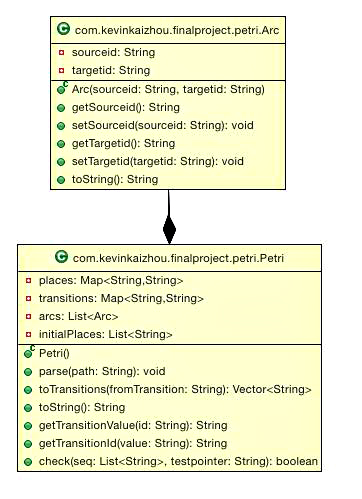 C com.kevinkaizhou.finalproject.petri.Arc
sourceid: String
targetid: String
C Arc(sourceid: String, targetid: String)
getSourceid(): String
setSourceid(sourceid: String): void
getTargetid(): String
setTargetid(targetid: String): void
toString(): String
C com.kevinkaizhou.finalproject.petri.Petri
places: Map<String,String>
transitions: Map<String,String>
arcs: List<Arc>
initialPlaces: List<String>
C Petri()
parse(path: String): void
toTransitions(fromTransition: String): Vector<String>
toString(): String
getTransitionValue(id: String): String
getTransitionId(value: String): String
check(seq: List<String>, testpointer: String): boolean